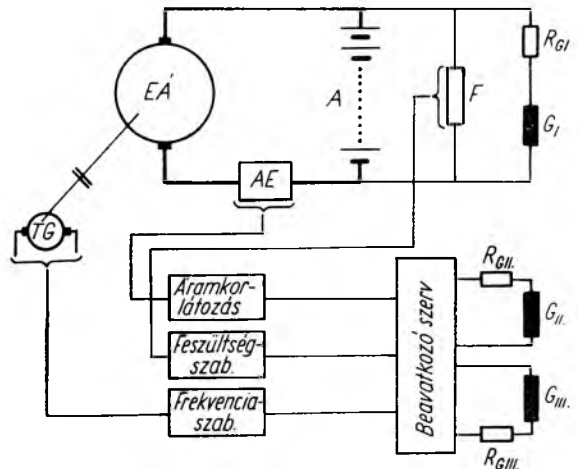 EÁ
A
F
R_GI
G_I
AE
TG
Áramkor-
látozás
Feszültség-
szab.
Frekvencia-
szab.
Beavatkozó szerv
R_GII.
G_II.
G_III.
R_GIII.